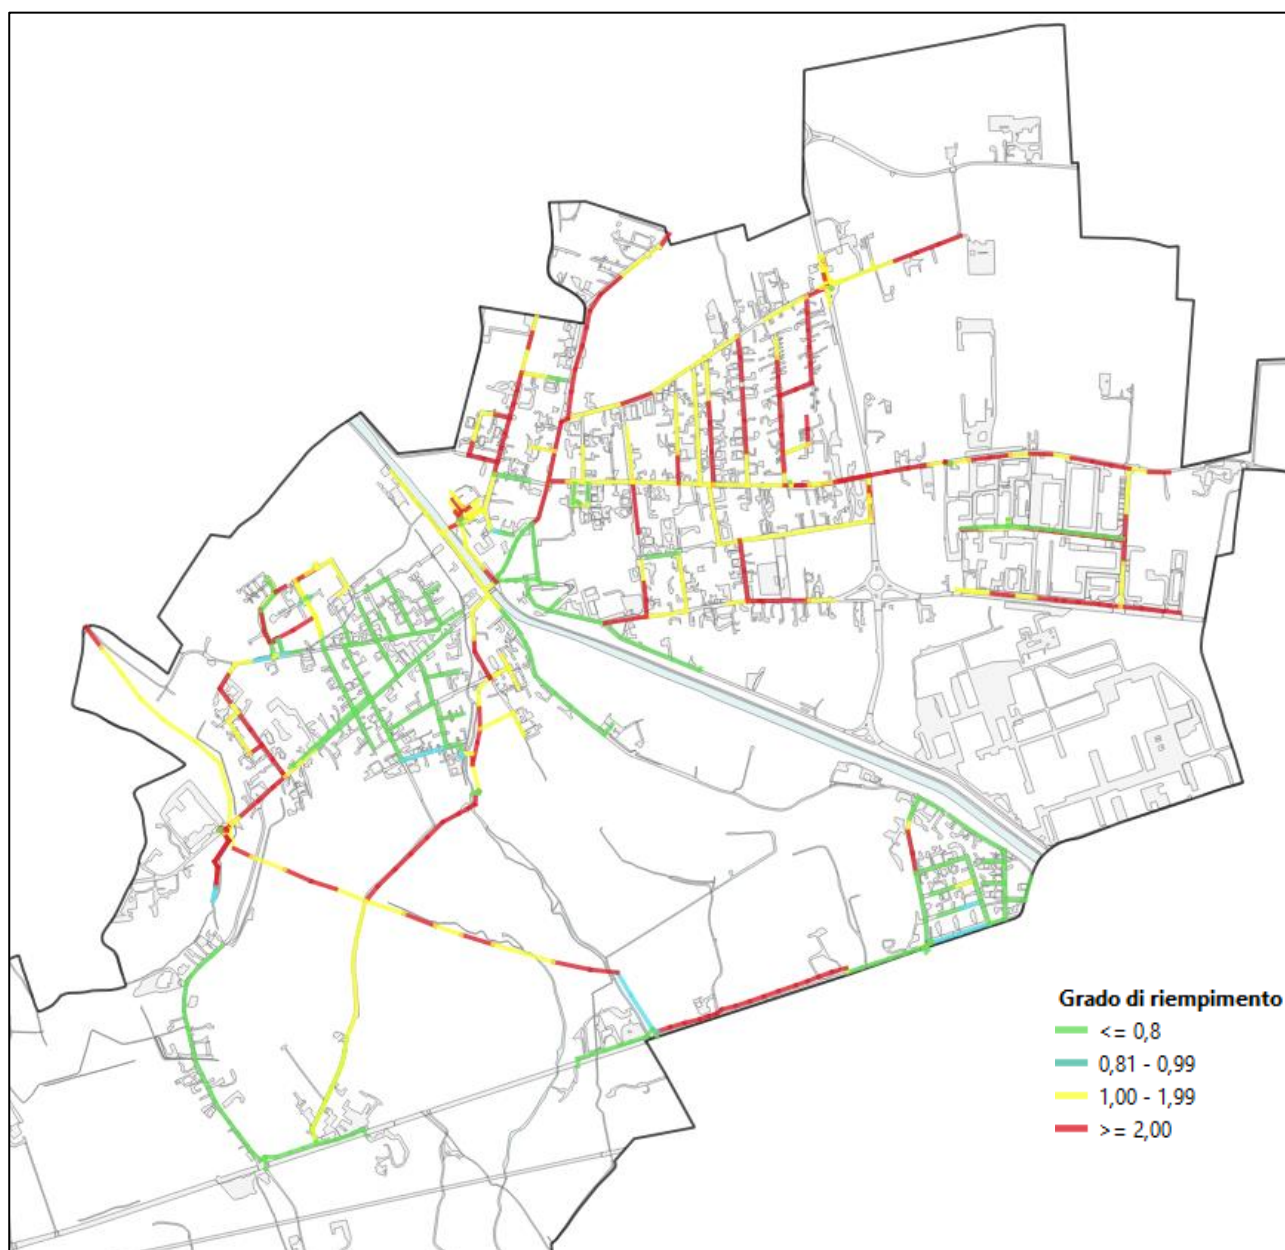 Grado di riempimento
<= 0,8
0,81 - 0,99
1,00 - 1,99
>= 2,00